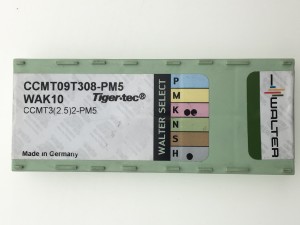 CCMT09T308-PM5
WAK10 Tiger-tec®
CCMT3(2.5)2-PM5
Made in Germany
WALTER SELECT
P
M
K
N
S
H
WALTER